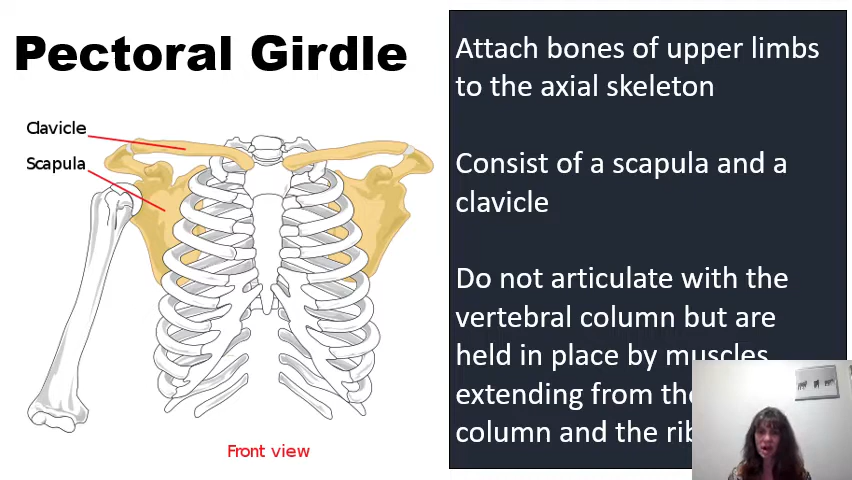 Pectoral Girdle
Clavicle
Scapula
Front view
Attach bones of upper limbs
to the axial skeleton
Consist of a scapula and a
clavicle
Do not articulate with the
vertebral column but are
held in place by muscles
extending from
column and the